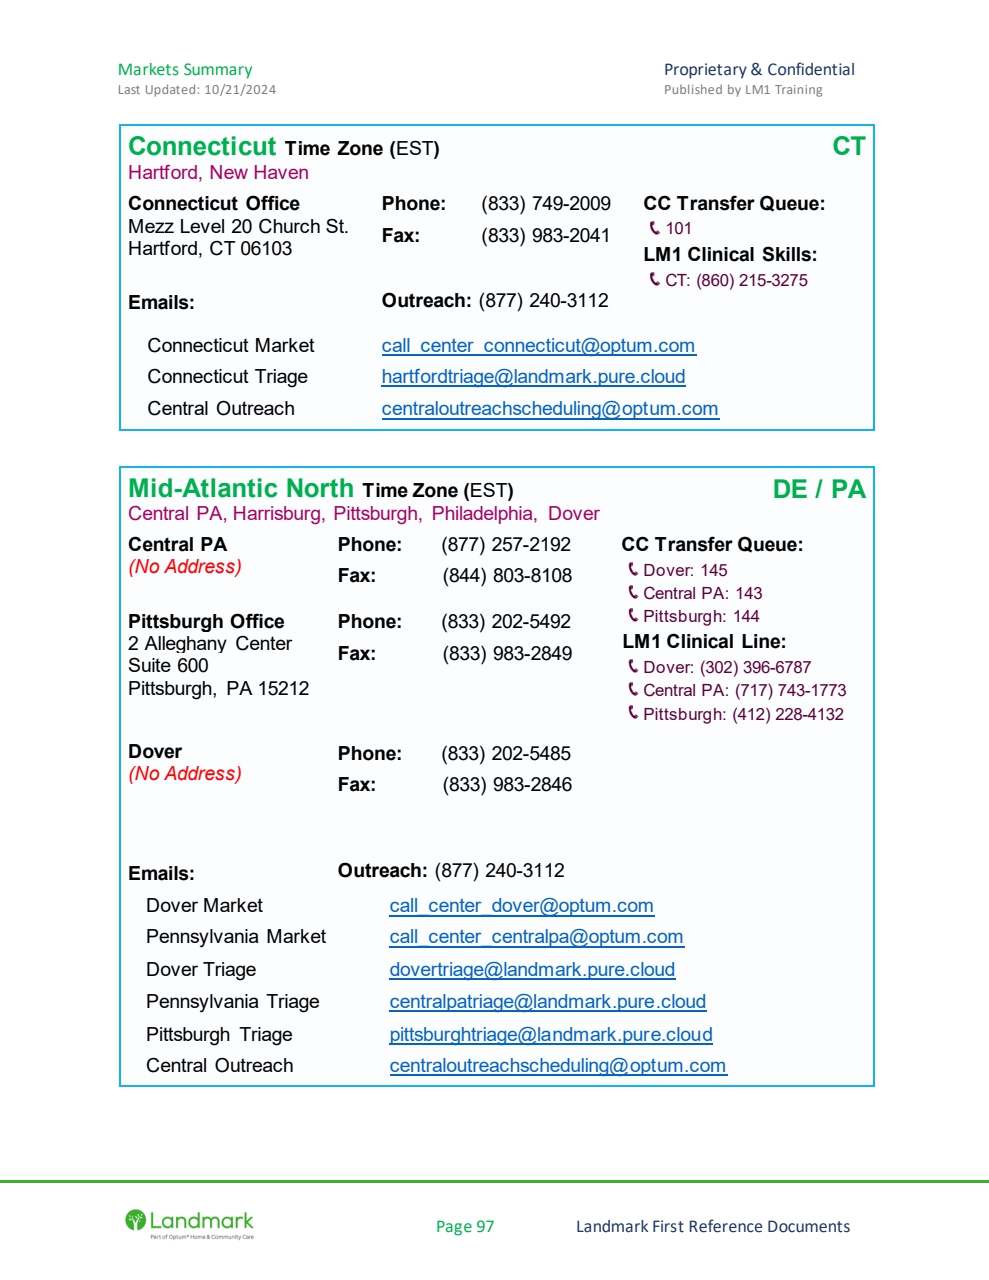 Markets Summary
Proprietary & Confidential
Last Updated: 10/21/2024
Published by LM1 Training
Connecticut Time Zone (EST)
CT
Hartford, New Haven
Connecticut Office
Mezz Level 20 Church St.
Hartford, CT 06103
Phone: (833) 749-2009
Fax: (833) 983-2041
CC Transfer Queue:
101
LM1 Clinical Skills:
CT: (860) 215-3275
Emails:
Outreach: (877) 240-3112
Connecticut Market call_center_connecticut@optum.com
Connecticut Triage hartfordtriage@landmark.pure.cloud
Central Outreach centraloutreachscheduling@optum.com
Mid-Atlantic North Time Zone (EST)
DE / PA
Central PA, Harrisburg, Pittsburgh, Philadelphia, Dover
Central PA
(No Address)
Phone: (877) 257-2192
Fax: (844) 803-8108
CC Transfer Queue:
Dover: 145
Central PA: 143
Pittsburgh: 144
LM1 Clinical Line:
Dover: (302) 396-6787
Central PA: (717) 743-1773
Pittsburgh: (412) 228-4132
Pittsburgh Office
2 Alleghany Center
Suite 600
Pittsburgh, PA 15212
Phone: (833) 202-5492
Fax: (833) 983-2849
Dover
(No Address)
Phone: (833) 202-5485
Fax: (833) 983-2846
Emails:
Outreach: (877) 240-3112
Dover Market call_center_dover@optum.com
Pennsylvania Market call_center_centralpa@optum.com
Dover Triage dovertriage@landmark.pure.cloud
Pennsylvania Triage centralpatriage@landmark.pure.cloud
Pittsburgh Triage pittsburghtriage@landmark.pure.cloud
Central Outreach centraloutreachscheduling@optum.com
Landmark
Part of Optum® Home & Community Care
Page 97
Landmark First Reference Documents